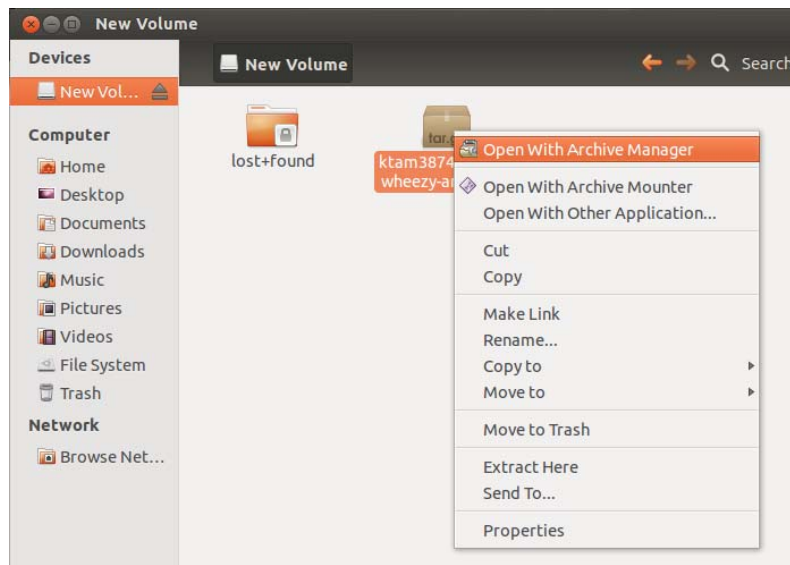 New Volume
Devices
New Vol...
Computer
Home
Desktop
Documents
Downloads
Music
Pictures
Videos
File System
Trash
Network
Browse Net...
New Volume
Search
lost+found
tar.g
ktam3874
wheezy-ar
Open With Archive Manager
Open With Archive Mounter
Open With Other Application...
Cut
Copy
Make Link
Rename...
Copy to
Move to
Move to Trash
Extract Here
Send To...
Properties